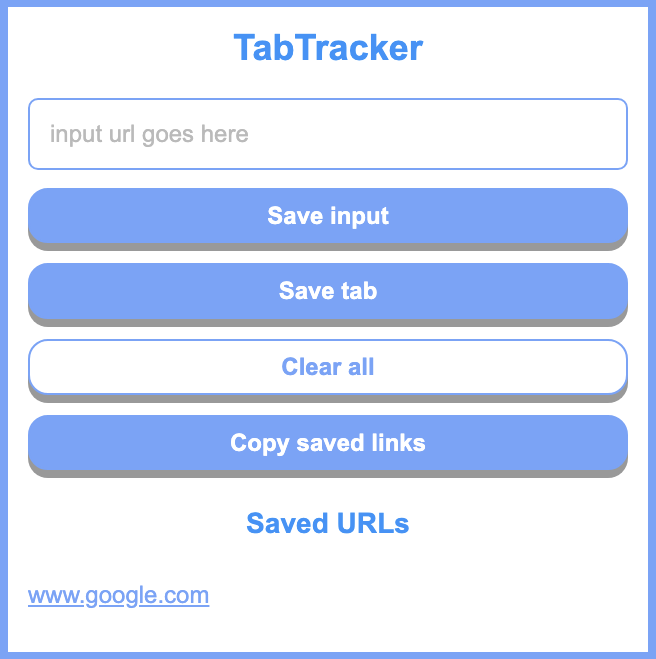 TabTracker
input url goes here
Save input
Save tab
Clear all
Copy saved links
Saved URLs
www.google.com